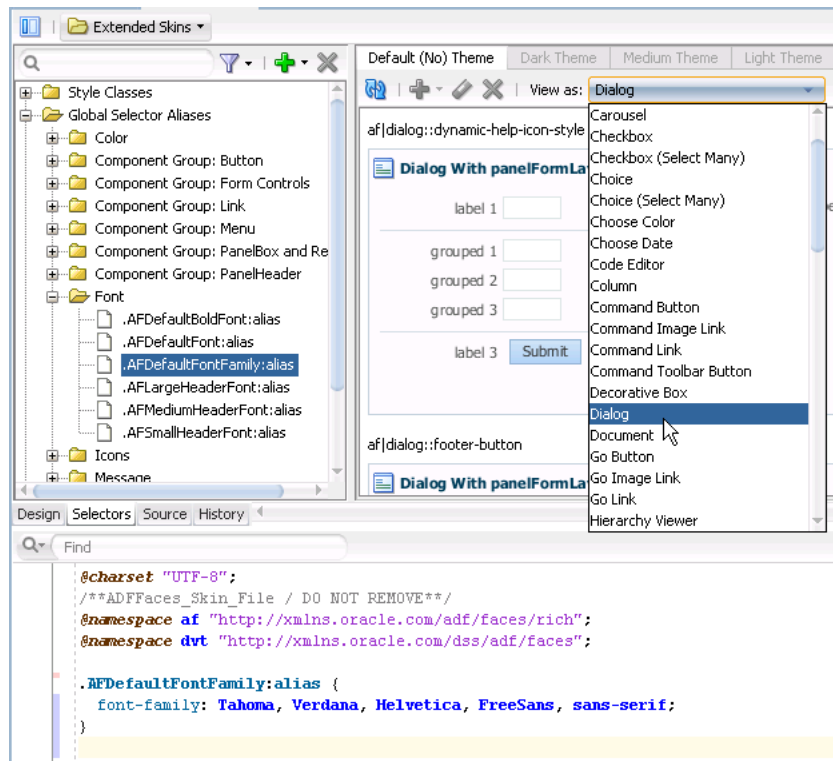 Extended Skins
Style Classes
Global Selector Aliases
Color
Component Group: Button
Component Group: Form Controls
Component Group: Link
Component Group: Menu
Component Group: PanelBox and Re
Component Group: PanelHeader
Font
.AFDefaultBoldFont:alias
.AFDefaultFont:alias
.AFDefaultFontFamily:alias
.AFLargeHeaderFont:alias
.AFMediumHeaderFont:alias
.AFSmallHeaderFont:alias
Icons
Message
Default (No) Theme Dark Theme Medium Theme Light Theme
View as: Dialog
af|dialog::dynamic-help-icon-style
Dialog With panelFormLa
label 1
grouped 1
grouped 2
grouped 3
label 3 Submit
af|dialog::footer-button
Dialog With panelFormLa
Carousel
Checkbox
Checkbox (Select Many)
Choice
Choice (Select Many)
Choose Color
Choose Date
Code Editor
Column
Command Button
Command Image Link
Command Link
Command Toolbar Button
Decorative Box
Dialog
Document
Go Button
Go Image Link
Go Link
Hierarchy Viewer
Design Selectors Source History
Find
@charset "UTF-8";
/**ADFFaces_Skin_File / DO NOT REMOVE**/
@namespace af "http://xmlns.oracle.com/adf/faces/rich";
@namespace dvt "http://xmlns.oracle.com/dss/adf/faces";
.AFDefaultFontFamily:alias {
font-family: Tahoma, Verdana, Helvetica, FreeSans, sans-serif;
}